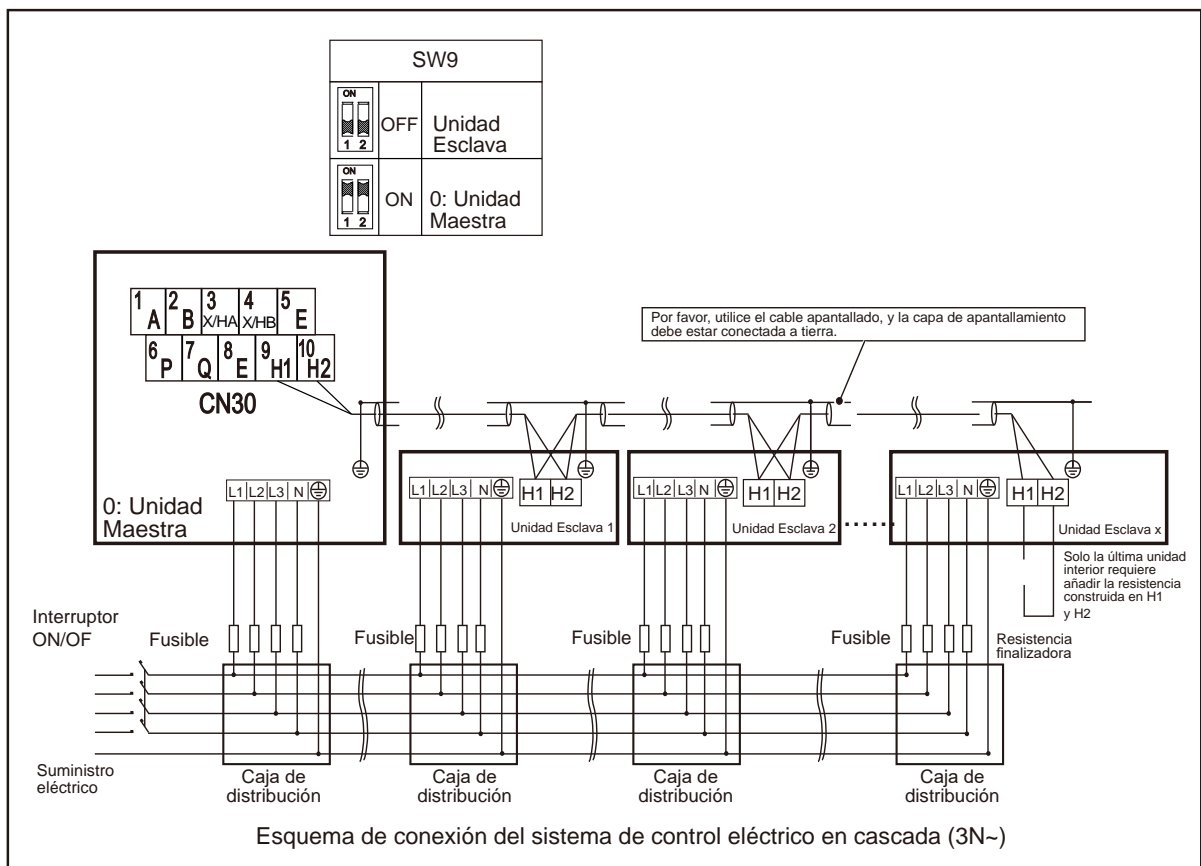 SW9
ON
1 2
OFF
Unidad
Esclava
ON
1 2
ON
0: Unidad
Maestra
1 A 2 B 3 X/HA 4 X/HB 5 E
6 P 7 Q 8 E 9 H1 10 H2
CN30
Por favor, utilice el cable apantallado, y la capa de apantallamiento
debe estar conectada a tierra.
0: Unidad
Maestra
L1 L2 L3 N
L1 L2 L3 N
H1 H2
Unidad Esclava 1
L1 L2 L3 N
H1 H2
Unidad Esclava 2
L1 L2 L3 N
H1 H2
Unidad Esclava x
Solo la última unidad
interior requiere
añadir la resistencia
construida en H1
y H2
Resistencia
finalizadora
Interruptor
ON/OF
Fusible
Fusible
Fusible
Fusible
Suministro
eléctrico
Caja de
distribución
Caja de
distribución
Caja de
distribución
Caja de
distribución
Esquema de conexión del sistema de control eléctrico en cascada (3N~)